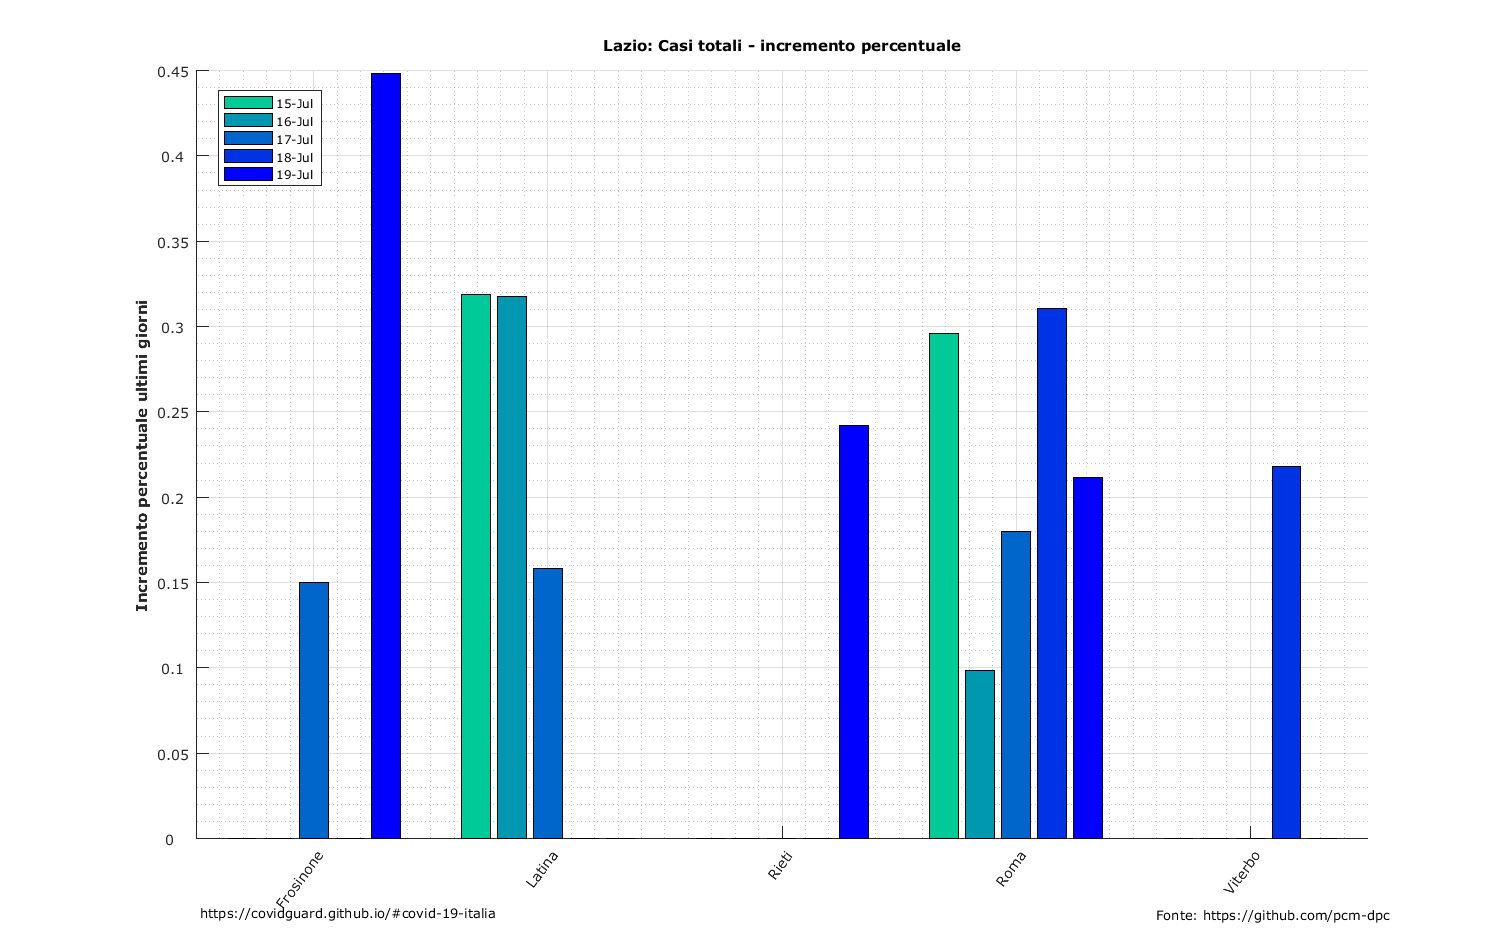 Lazio: Casi totali - incremento percentuale
Incremento percentuale ultimi giorni
0.45
0.4
0.35
0.3
0.25
0.2
0.15
0.1
0.05
0
15-Jul
16-Jul
17-Jul
18-Jul
19-Jul
Frosinone
Latina
Rieti
Roma
Viterbo
https://covidguard.github.io/#covid-19-italia
Fonte: https://github.com/pcm-dpc